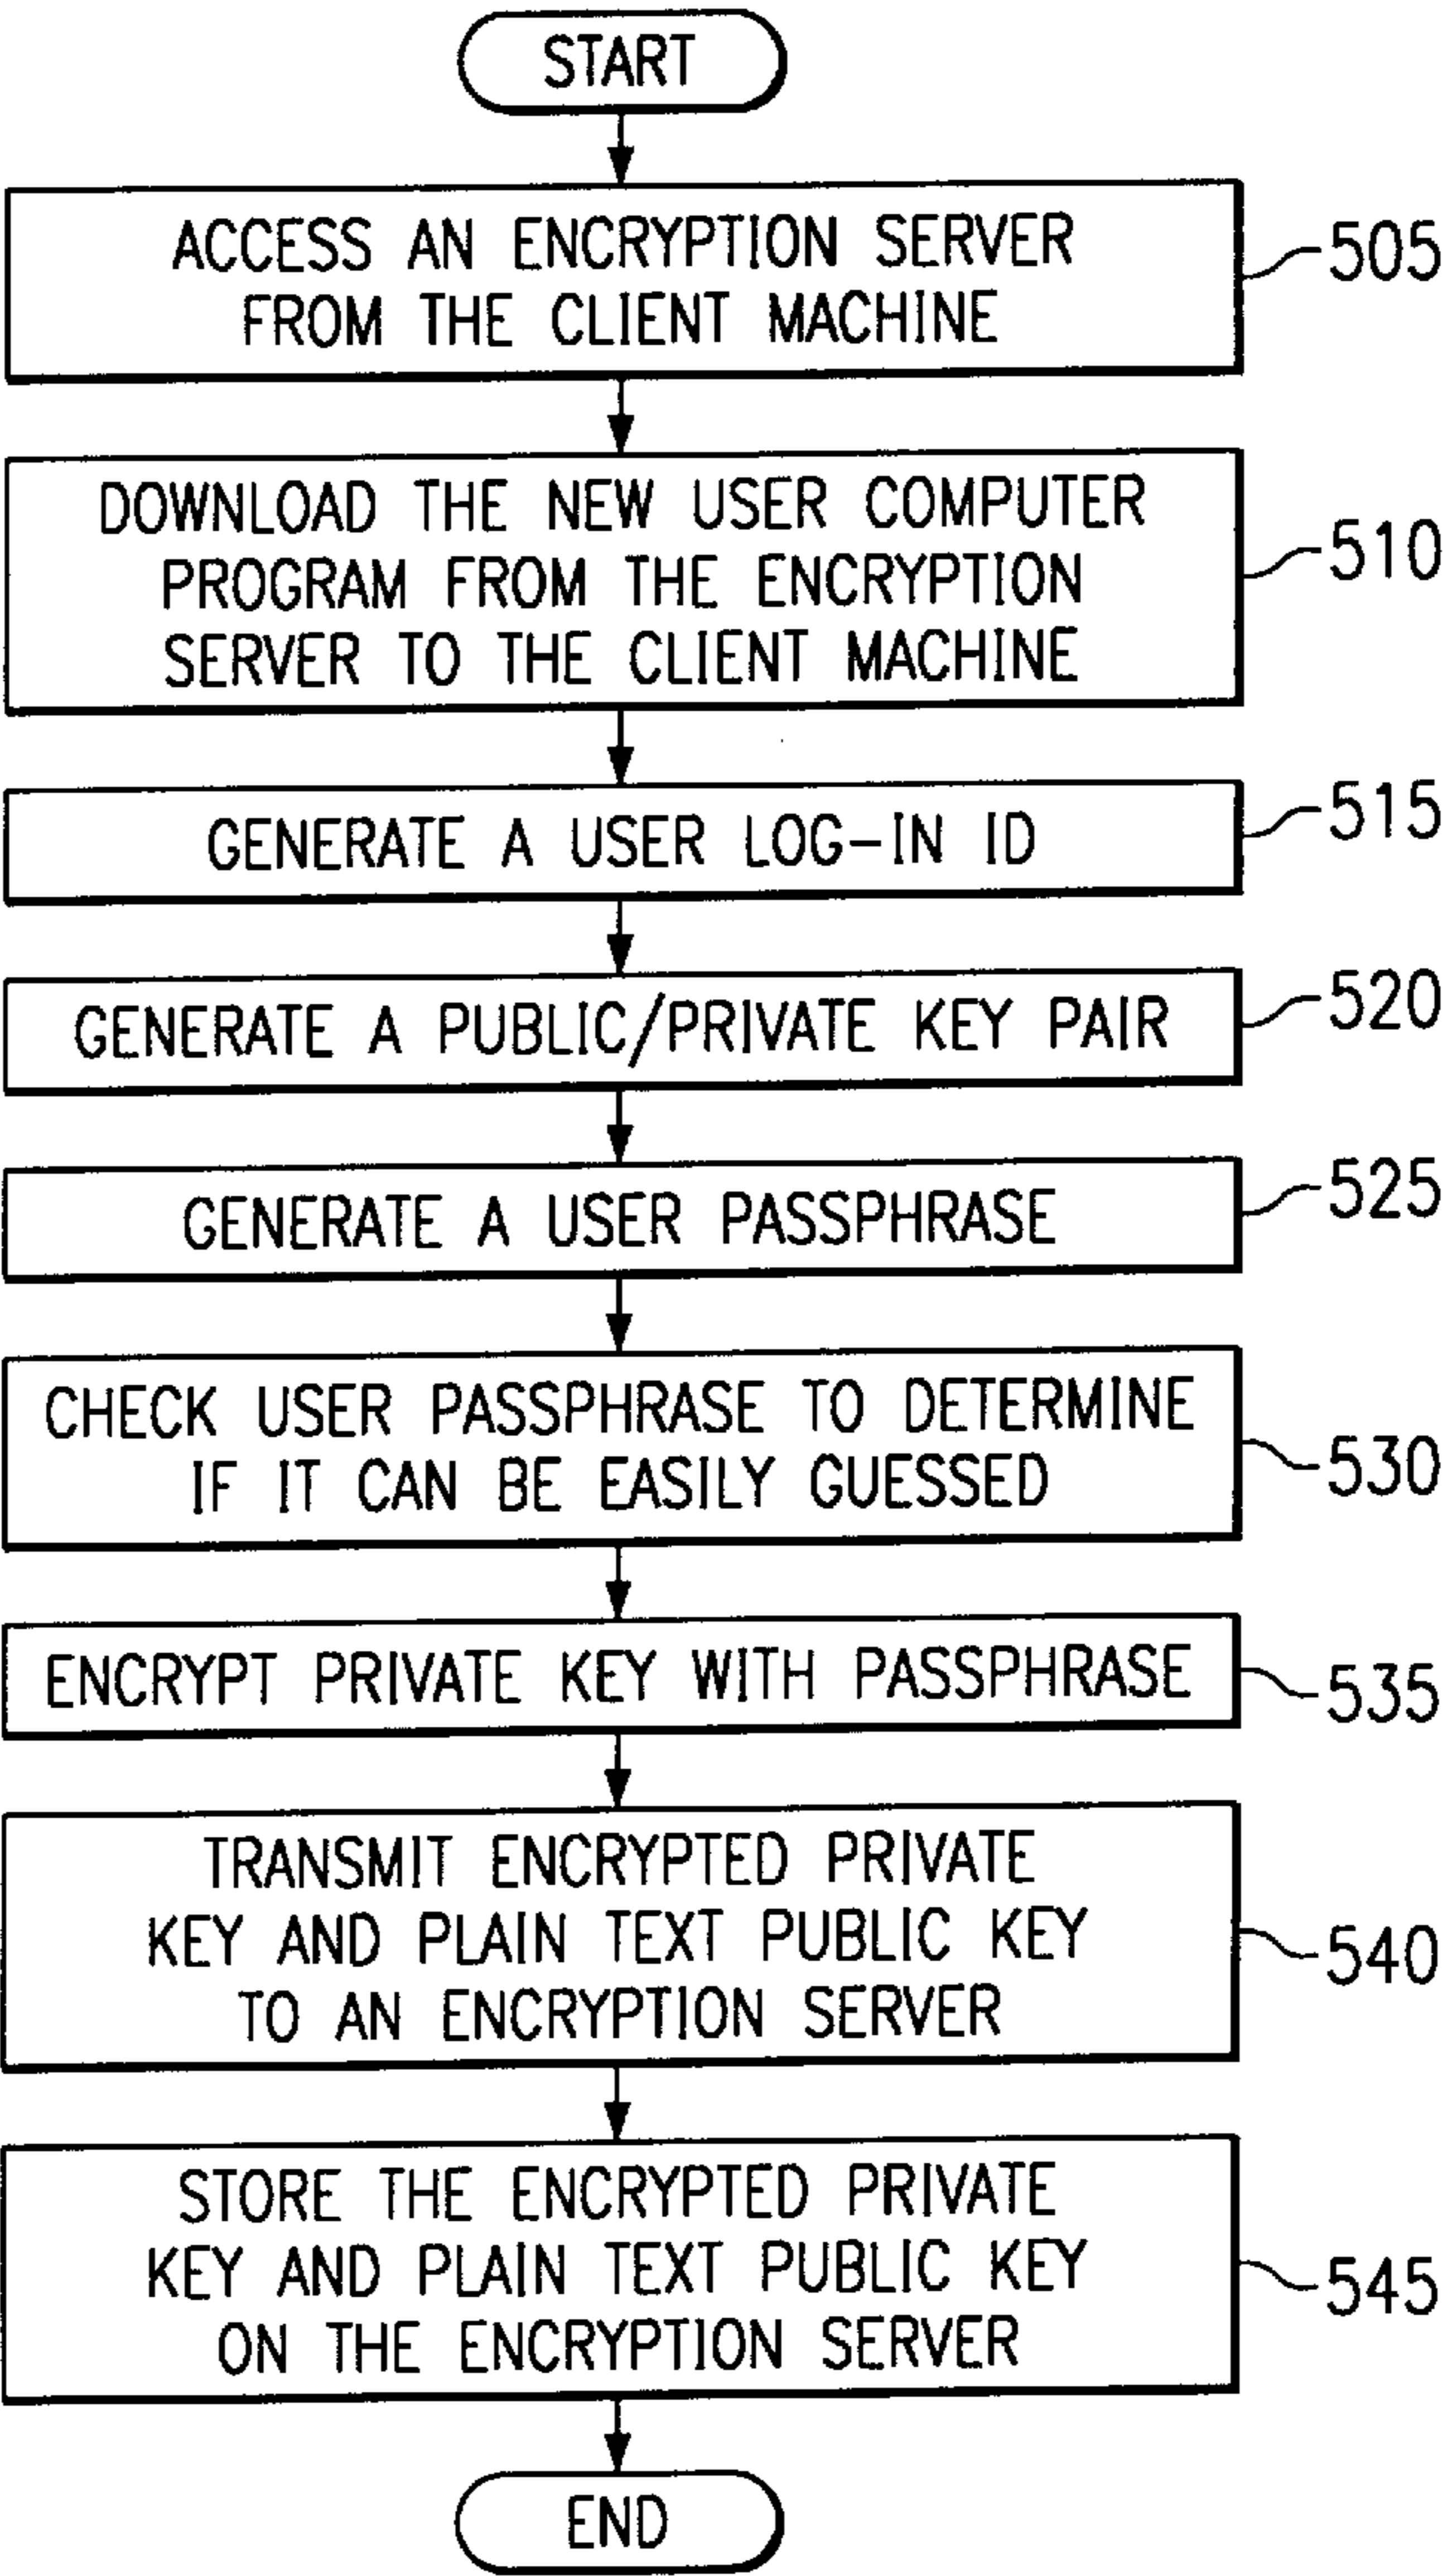 START
ACCESS AN ENCRYPTION SERVER
FROM THE CLIENT MACHINE
505
DOWNLOAD THE NEW USER COMPUTER
PROGRAM FROM THE ENCRYPTION
SERVER TO THE CLIENT MACHINE
510
GENERATE A USER LOG-IN ID
515
GENERATE A PUBLIC/PRIVATE KEY PAIR
520
GENERATE A USER PASSPHRASE
525
CHECK USER PASSPHRASE TO DETERMINE
IF IT CAN BE EASILY GUESSED
530
ENCRYPT PRIVATE KEY WITH PASSPHRASE
535
TRANSMIT ENCRYPTED PRIVATE
KEY AND PLAIN TEXT PUBLIC KEY
TO AN ENCRYPTION SERVER
540
STORE THE ENCRYPTED PRIVATE
KEY AND PLAIN TEXT PUBLIC KEY
ON THE ENCRYPTION SERVER
545
END